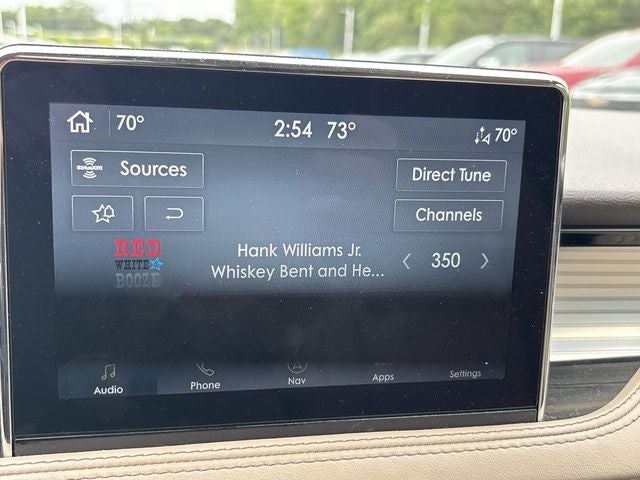 70°
2:54 73°
70°
SiriusXM
Sources
Direct Tune
Channels
RED
WHITE
BOOZE
Hank Williams Jr.
Whiskey Bent and He...
< 350 >
Audio
Phone
Nav
Apps
Settings